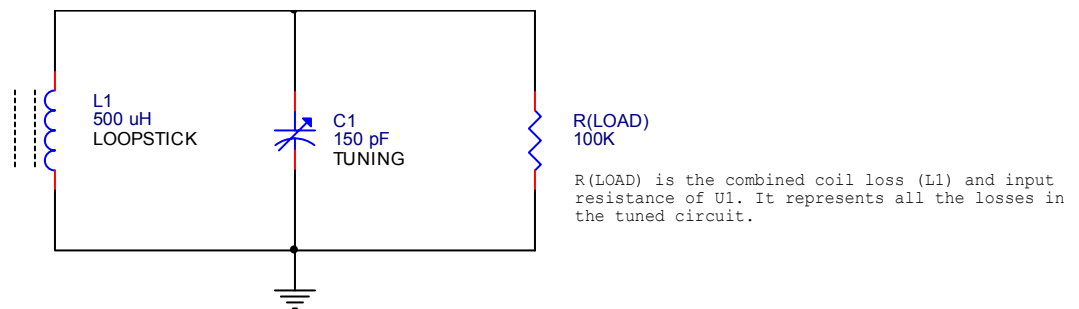 L1
500 uH
LOOPSTICK
C1
150 pF
TUNING
R(LOAD)
100K
R(LOAD) is the combined coil loss (L1) and input
resistance of U1. It represents all the losses in
the tuned circuit.